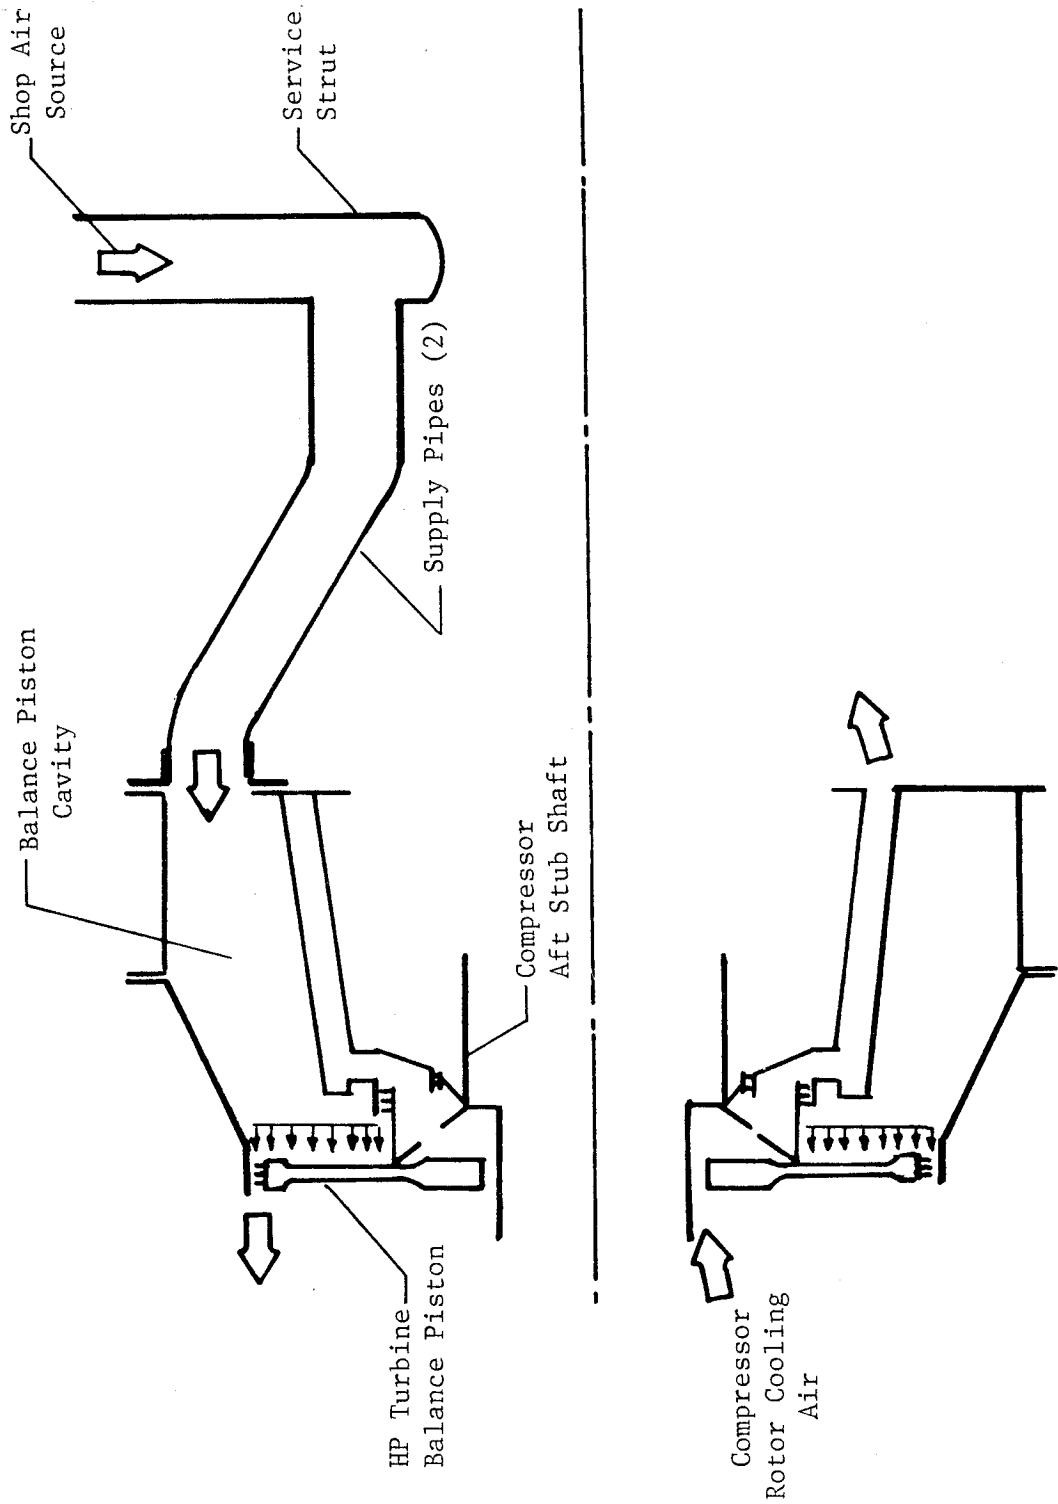 Shop Air
Source
Service
Strut
Supply Pipes (2)
Balance Piston
Cavity
Compressor
Aft Stub Shaft
HP Turbine
Balance Piston
Compressor
Rotor Cooling
Air